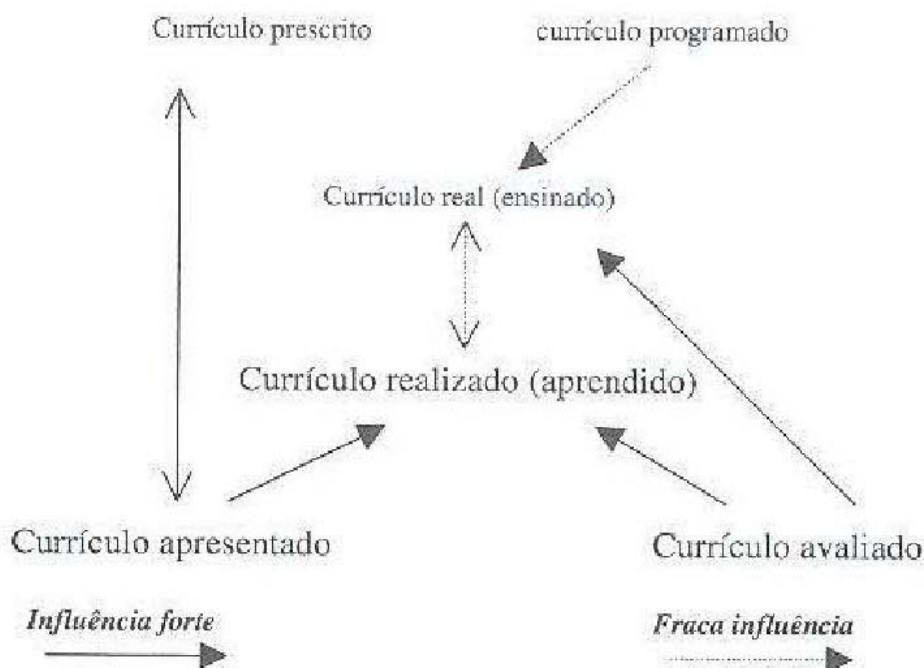 Currículo prescrito
currículo programado
Currículo real (ensinado)
Currículo realizado (aprendido)
Currículo apresentado
Currículo avaliado
Influência forte
Fraca influência